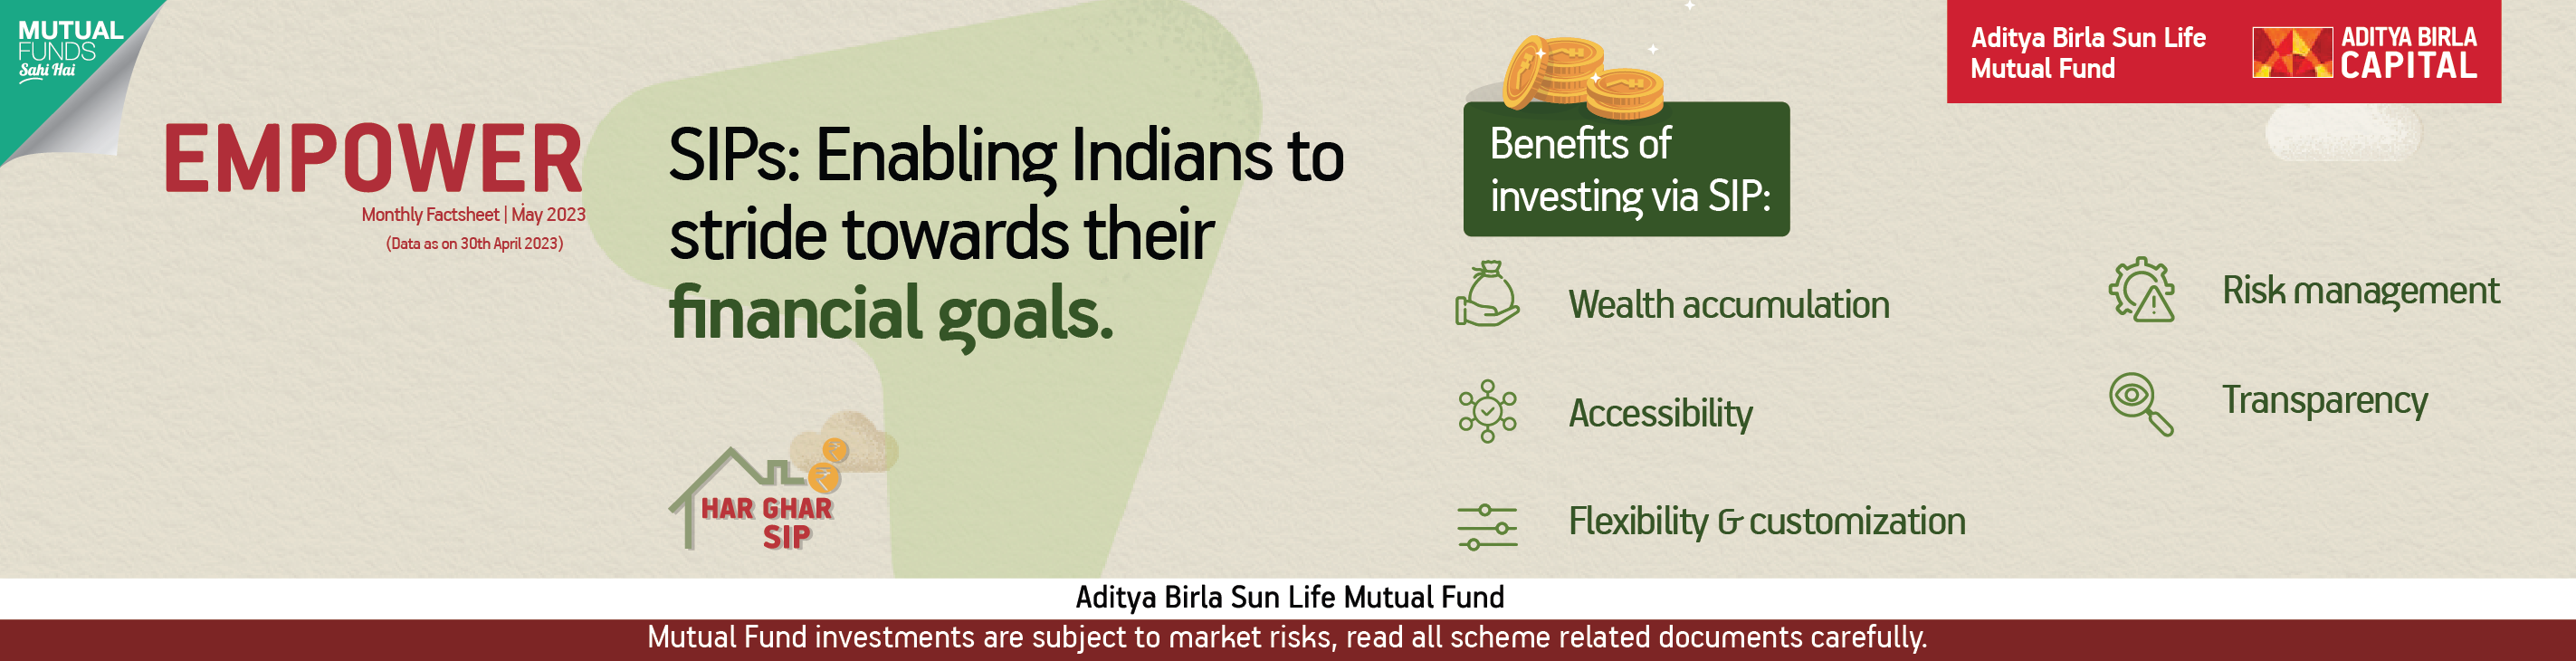 MUTUAL
FUNDS
Sahi Hai
EMPOWER
Monthly Factsheet | May 2023
(Data as on 30th April 2023)
SIPs: Enabling Indians to
stride towards their
financial goals.
HAR GHAR
SIP
Benefits of
investing via SIP:
Wealth accumulation
Accessibility
Flexibility & customization
Risk management
Transparency
Aditya Birla Sun Life
Mutual Fund
ADITYA BIRLA
CAPITAL
Aditya Birla Sun Life Mutual Fund
Mutual Fund investments are subject to market risks, read all scheme related documents carefully.